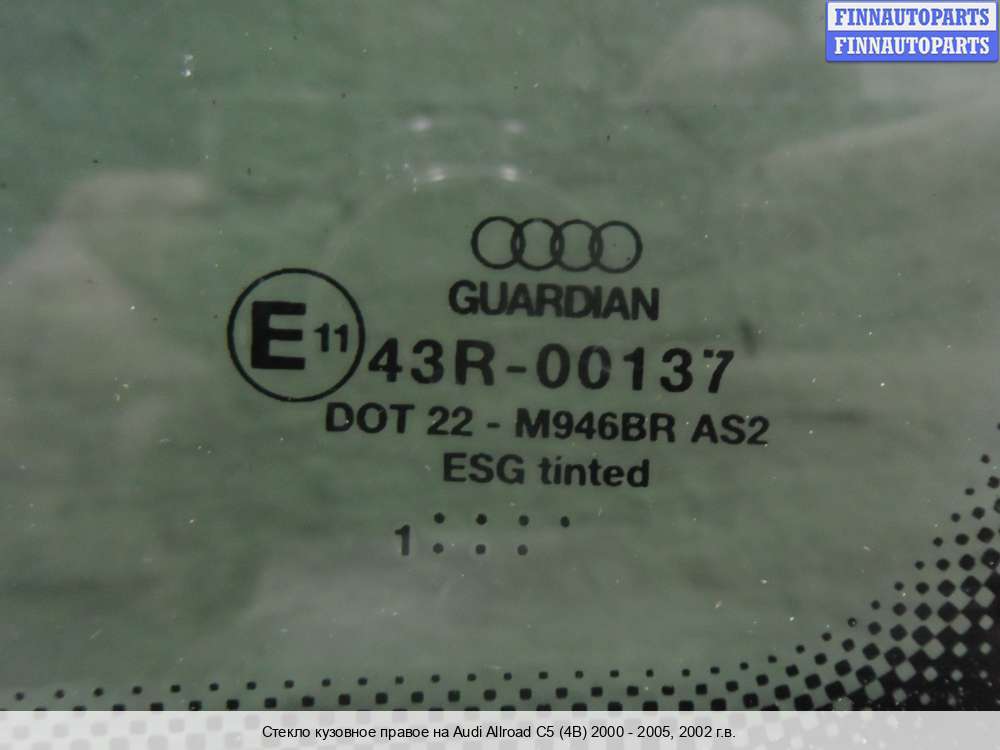 FINNAUTOPARTS
FINNAUTOPARTS
GUARDIAN
E 11 43R-00137
DOT 22 - M946BR AS2
ESG tinted
1
Стекло кузовное правое на Audi Allroad C5 (4B) 2000 - 2005, 2002 г.в.